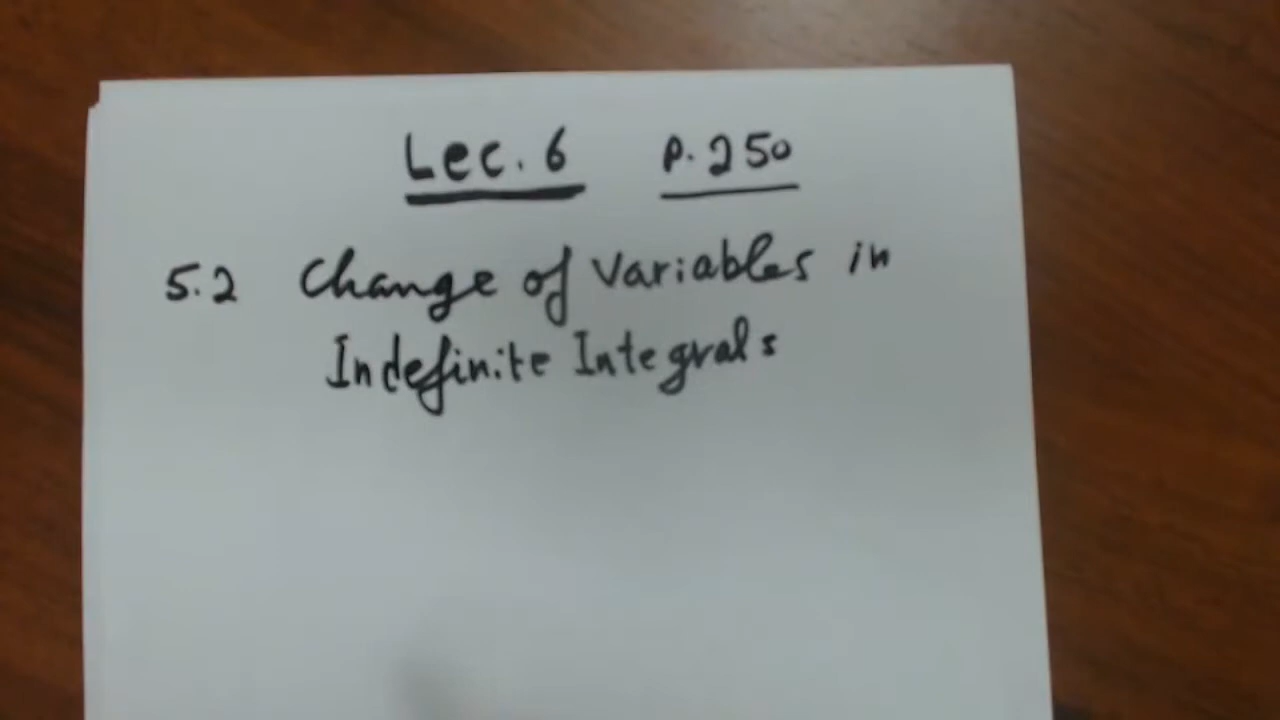 Lec. 6 P. 250
5.2 Change of Variables in
Indefinite Integrals